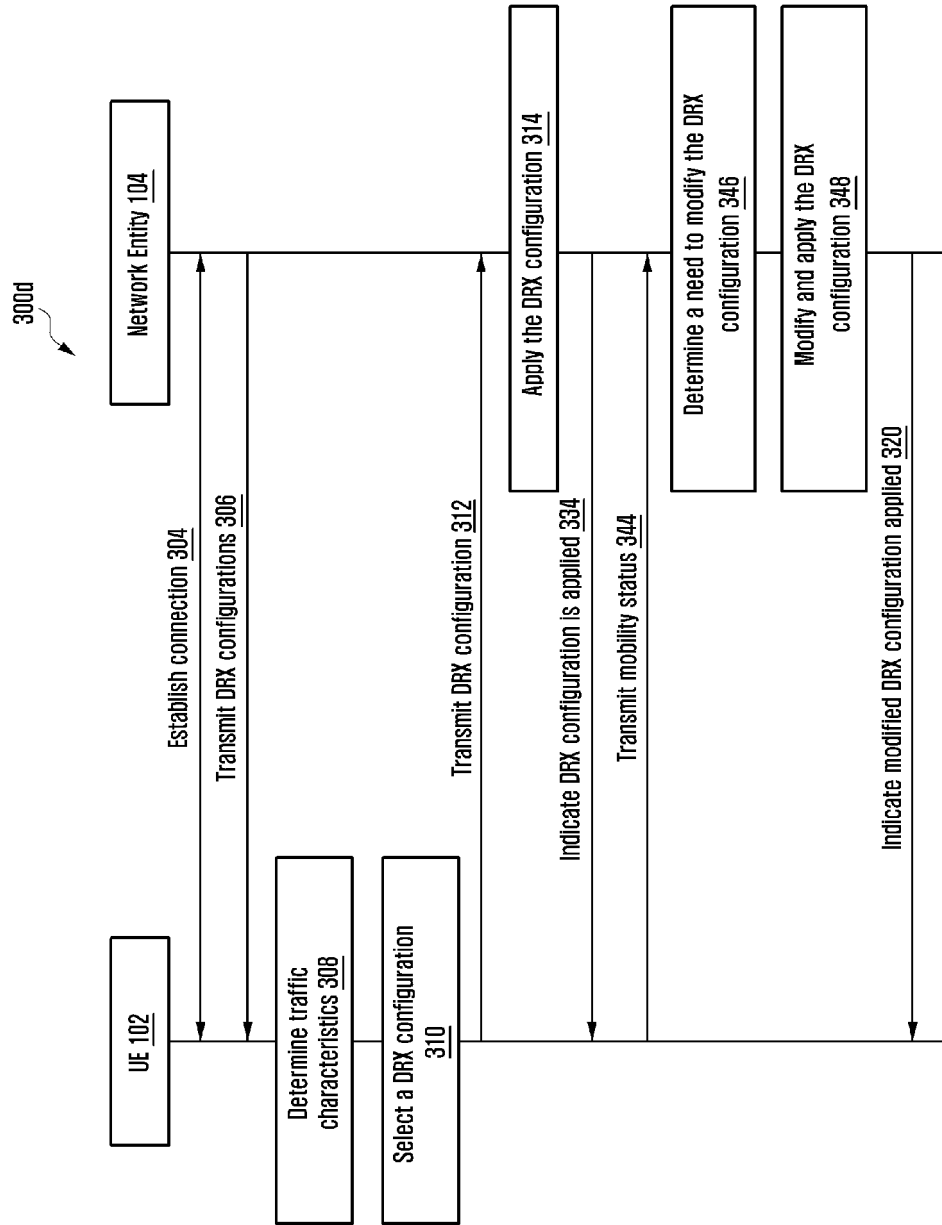 300d
UE 102
Network Entity 104
Establish connection 304
Transmit DRX configurations 306
Determine traffic
characteristics 308
Select a DRX configuration
310
Transmit DRX configuration 312
Apply the DRX configuration 314
Indicate DRX configuration is applied 334
Transmit mobility status 344
Determine a need to modify the DRX
configuration 346
Modify and apply the DRX
configuration 348
Indicate modified DRX configuration applied 320